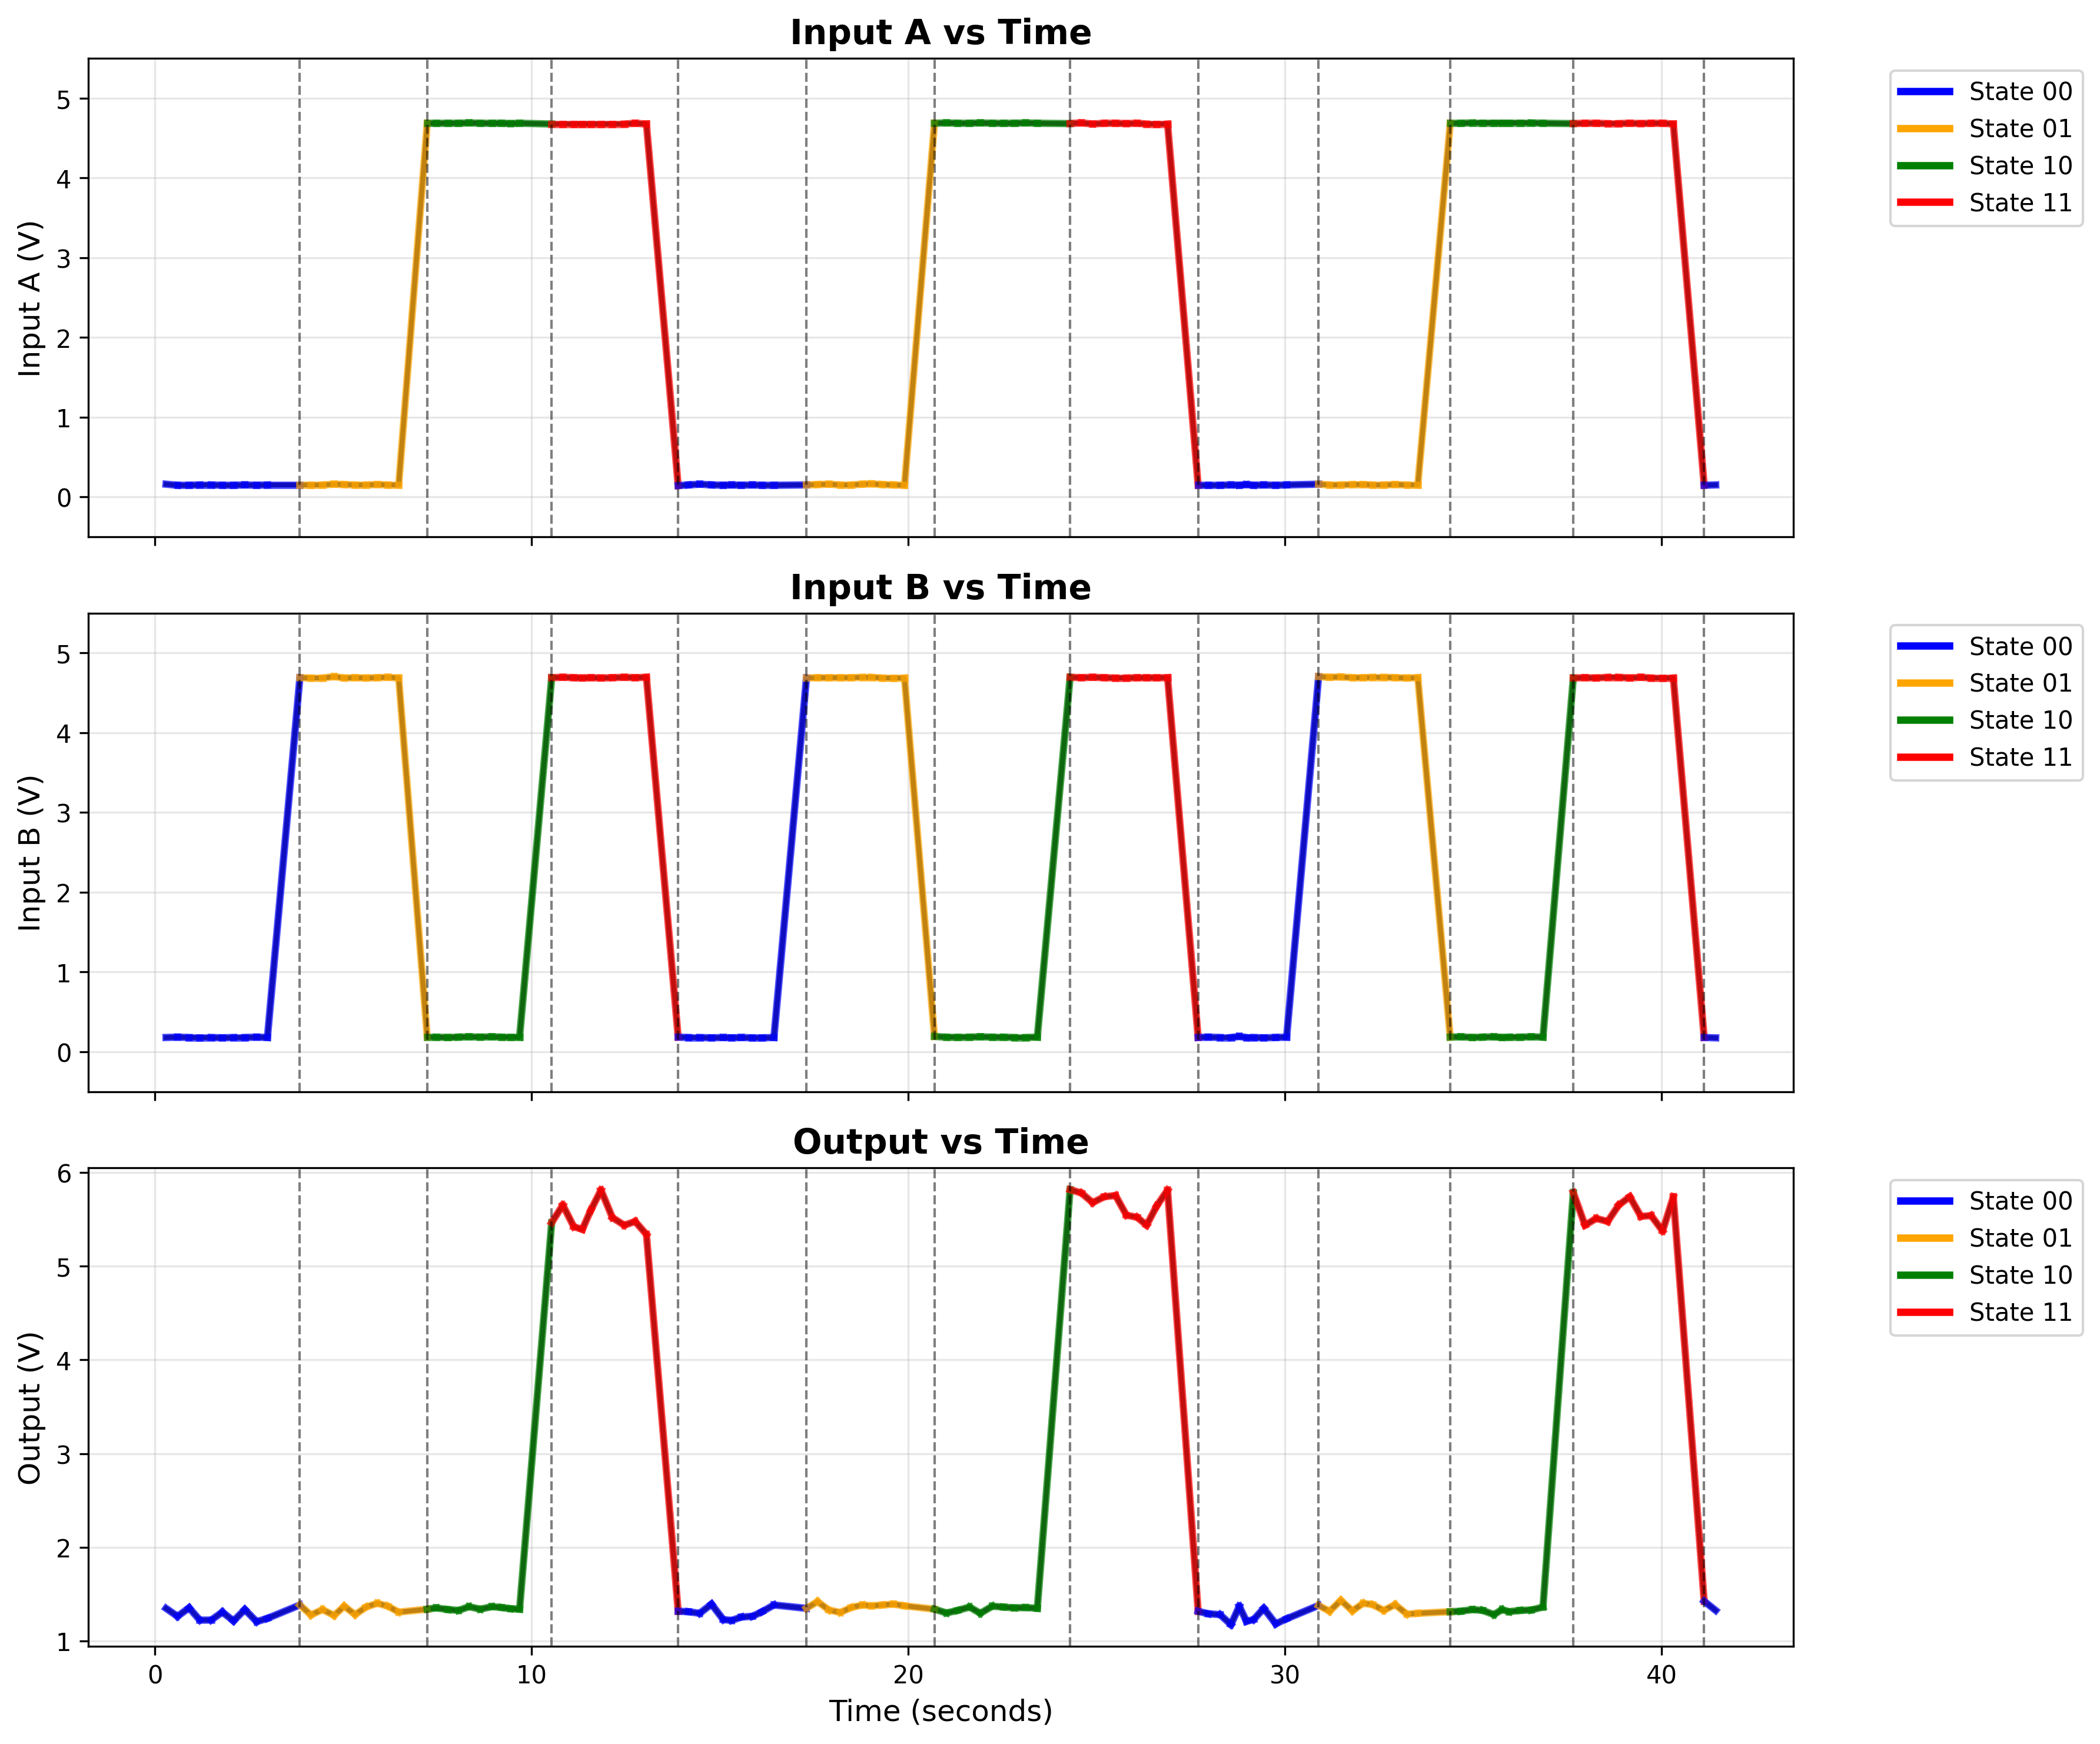 Input A vs Time
Input A (V)
5
4
3
2
1
0
State 00
State 01
State 10
State 11
Input B vs Time
Input B (V)
5
4
3
2
1
0
State 00
State 01
State 10
State 11
Output vs Time
Output (V)
6
5
4
3
2
1
0
10
20
30
40
Time (seconds)
State 00
State 01
State 10
State 11